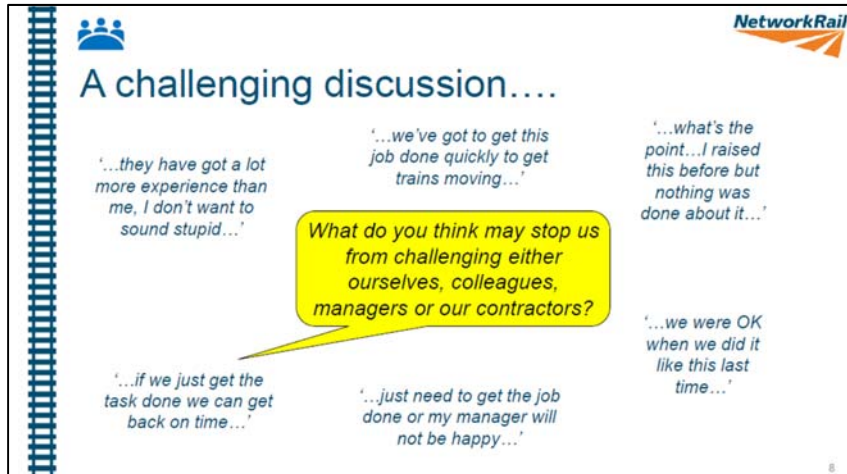 NetworkRail
A challenging discussion….
‘…they have got a lot
more experience than
me, I don’t want to
sound stupid…’
‘…we’ve got to get this
job done quickly to get
trains moving…’
‘…what’s the
point…I raised
this before but
nothing was
done about it…’
What do you think may stop us
from challenging either
ourselves, colleagues,
managers or our contractors?
‘…if we just get the
task done we can get
back on time…’
‘…just need to get the job
done or my manager will
not be happy…’
‘…we were OK
when we did it
like this last
time…’
8